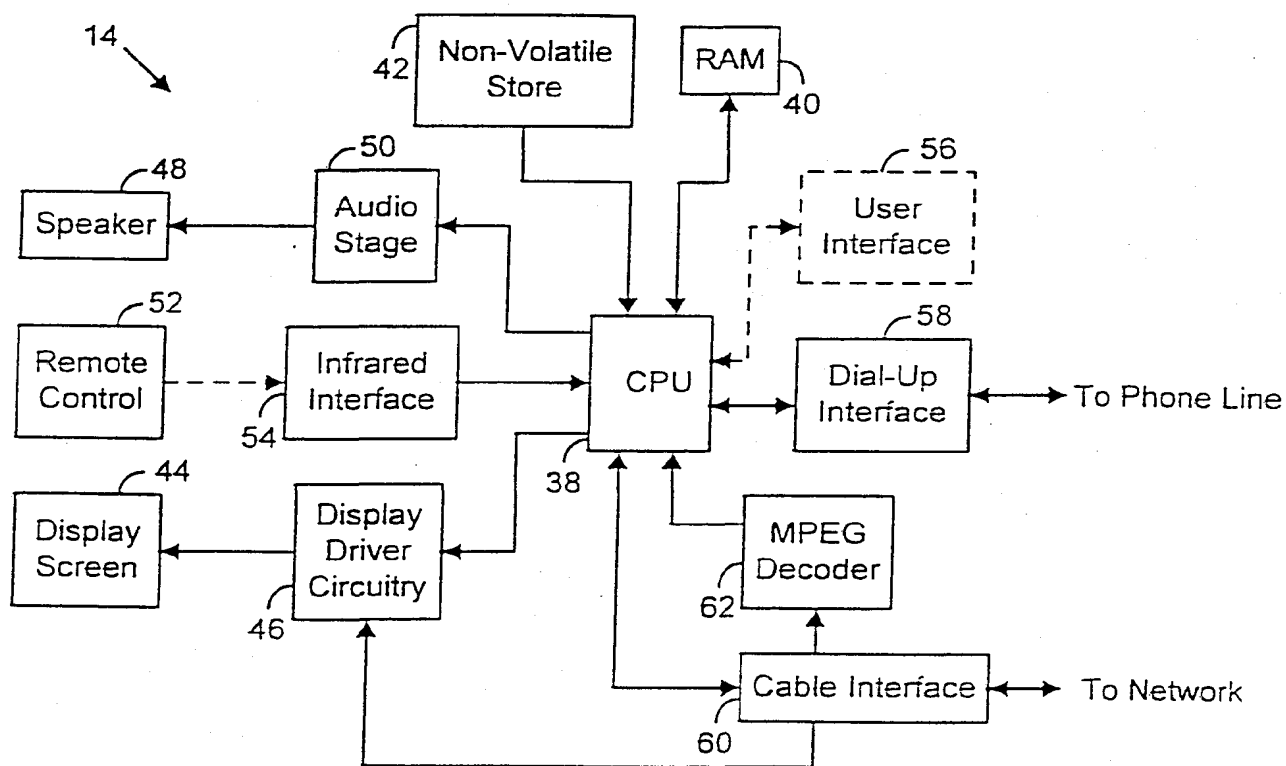 14
42
Non-Volatile
Store
RAM
40
50
Audio
Stage
48
Speaker
56
User
Interface
52
Remote
Control
54
Infrared
Interface
CPU
38
58
Dial-Up
Interface
To Phone Line
44
Display
Screen
Display
Driver
Circuitry
46
MPEG
Decoder
62
Cable Interface
60
To Network